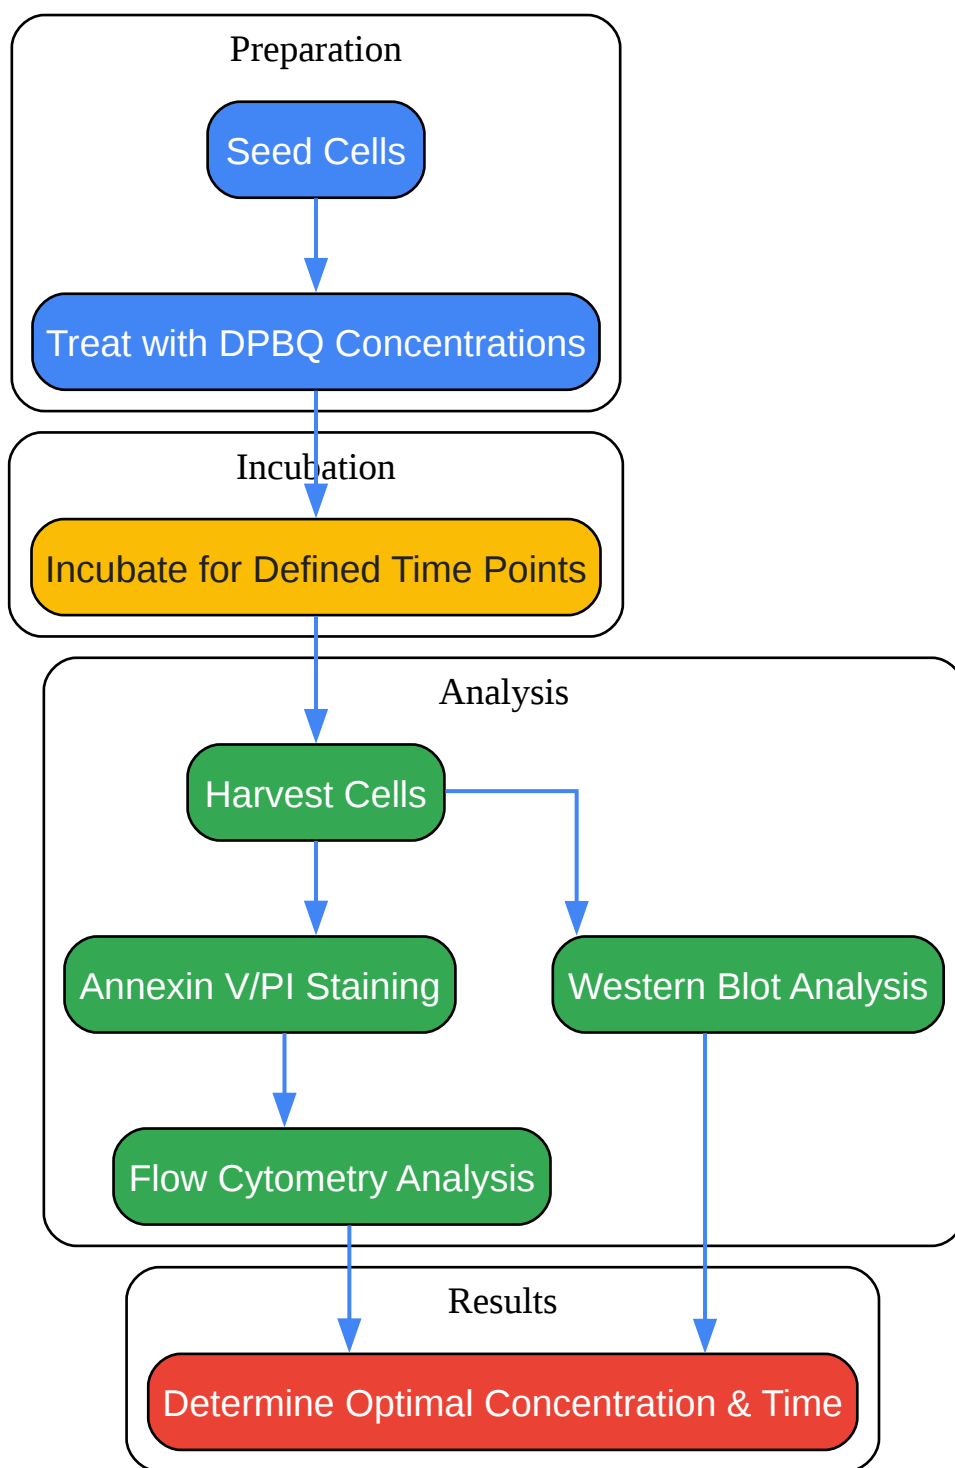 Preparation
Seed Cells
Treat with DPBQ Concentrations
Incubation
Incubate for Defined Time Points
Analysis
Harvest Cells
Annexin V/PI Staining
Western Blot Analysis
Flow Cytometry Analysis
Results
Determine Optimal Concentration & Time